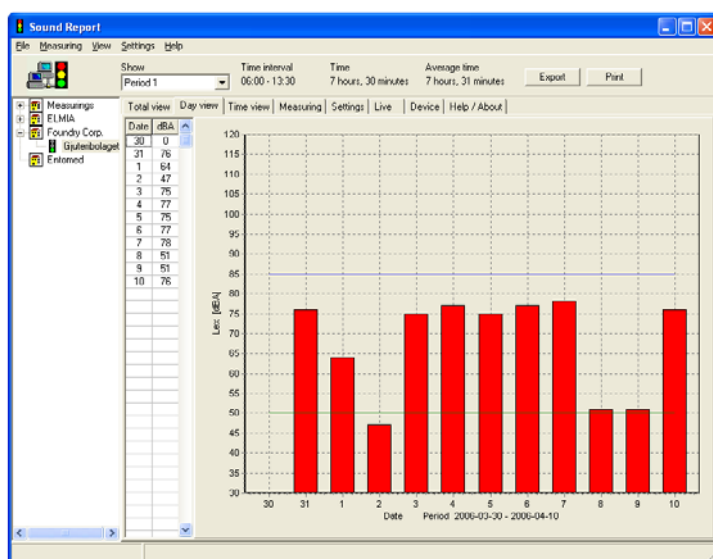 Sound Report
File Measuring View Settings Help
Show
Period 1
Time interval
06:00 - 13:30
Time
7 hours, 30 minutes
Average time
7 hours, 31 minutes
Export
Print
Measurings
ELMIA
Foundry Corp.
Gjuteribolaget
Entomed
Total view Day view Time view Measuring Settings Live Device Help / About
Date dBA
30 0
31 76
1 64
2 47
3 75
4 77
5 75
6 77
7 78
8 51
9 51
10 76
120
115
110
105
100
95
90
85
80
75
70
65
60
55
50
45
40
35
30
Lex [dBA]
30 31 1 2 3 4 5 6 7 8 9 10
Date Period 2006-03-30 - 2006-04-10